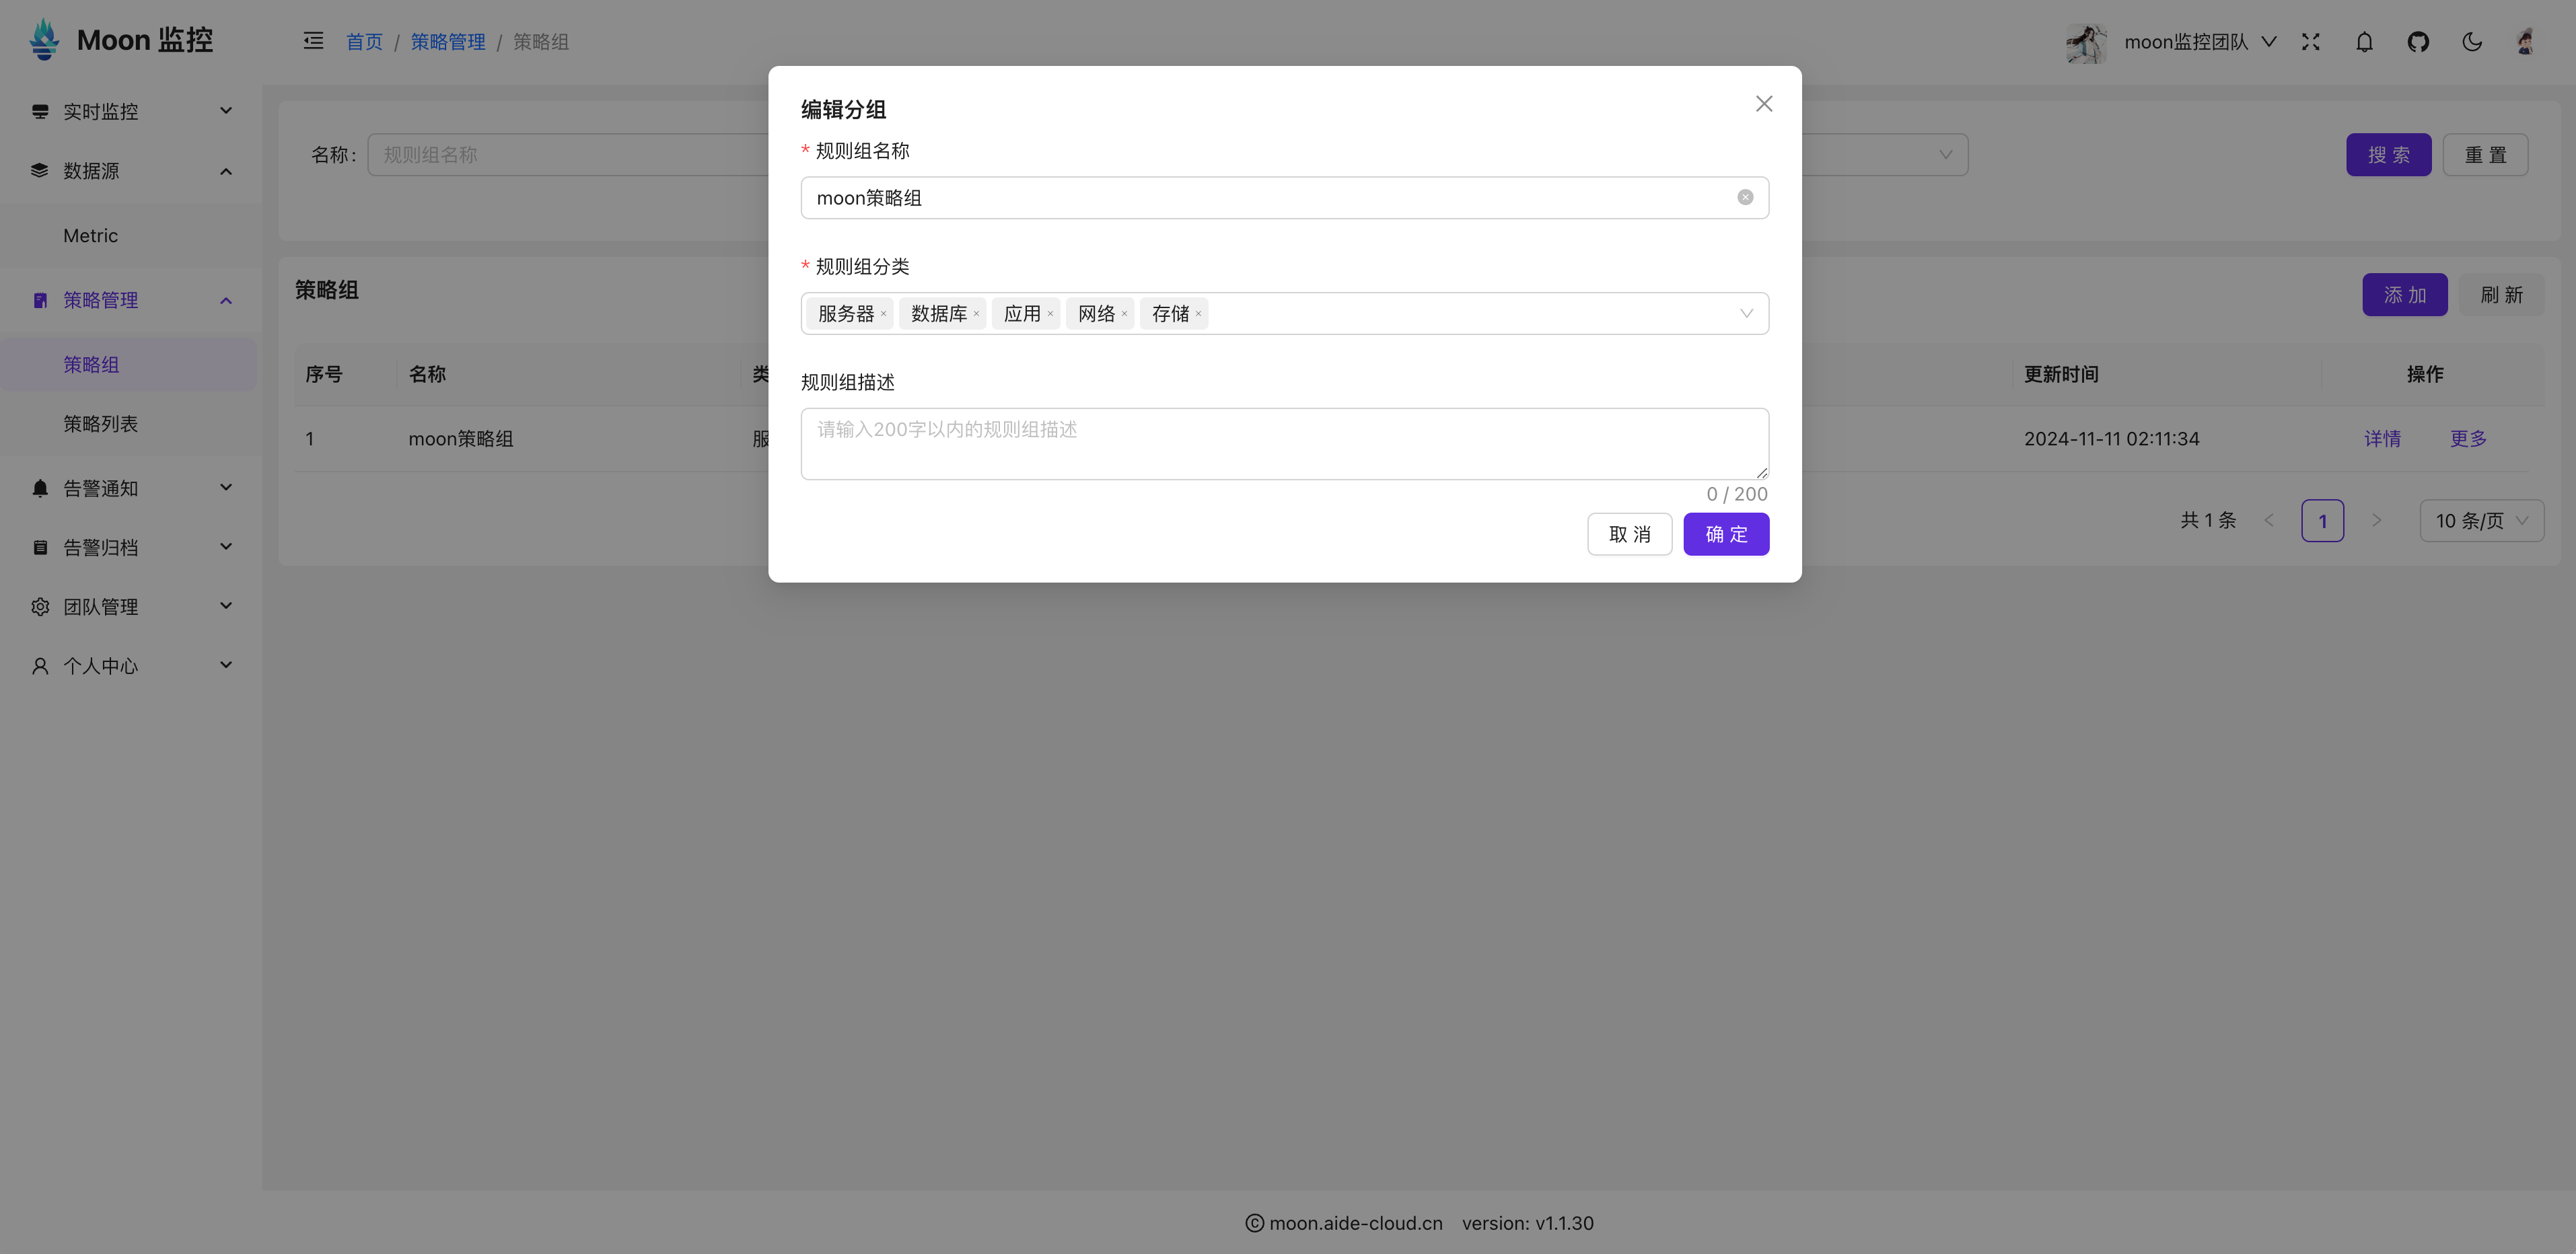 Moon 监控
首页 / 策略管理 / 策略组
moon监控团队
实时监控
数据源
Metric
策略管理
策略组
策略列表
告警通知
告警归档
团队管理
个人中心
名称: 规则组名称
搜 索 重 置
策略组
添 加 刷 新
序号 名称 类 更新时间 操作
1 moon策略组 服 2024-11-11 02:11:34 详情 更多
共 1 条 1 10 条/页
编辑分组
* 规则组名称
moon策略组
* 规则组分类
服务器 数据库 应用 网络 存储
规则组描述
请输入200字以内的规则组描述
0 / 200
取 消 确 定
© moon.aide-cloud.cn version: v1.1.30